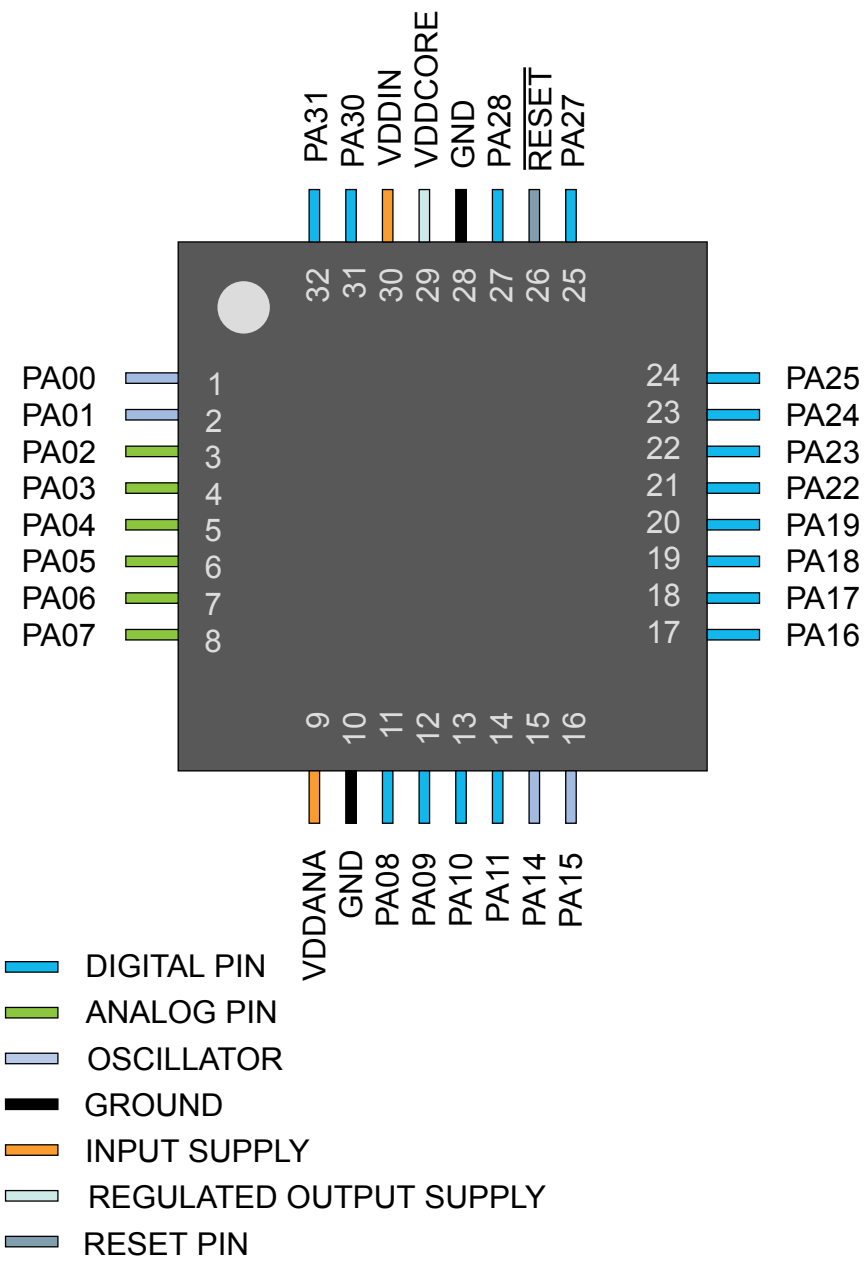 PA31
PA30
VDDIN
VDDCORE
GND
PA28
RESET
PA27
32
31
30
29
28
27
26
25
PA00 1 24 PA25
PA01 2 23 PA24
PA02 3 22 PA23
PA03 4 21 PA22
PA04 5 20 PA19
PA05 6 19 PA18
PA06 7 18 PA17
PA07 8 17 PA16
9
10
11
12
13
14
15
16
VDDANA
GND
PA08
PA09
PA10
PA11
PA14
PA15
DIGITAL PIN
ANALOG PIN
OSCILLATOR
GROUND
INPUT SUPPLY
REGULATED OUTPUT SUPPLY
RESET PIN